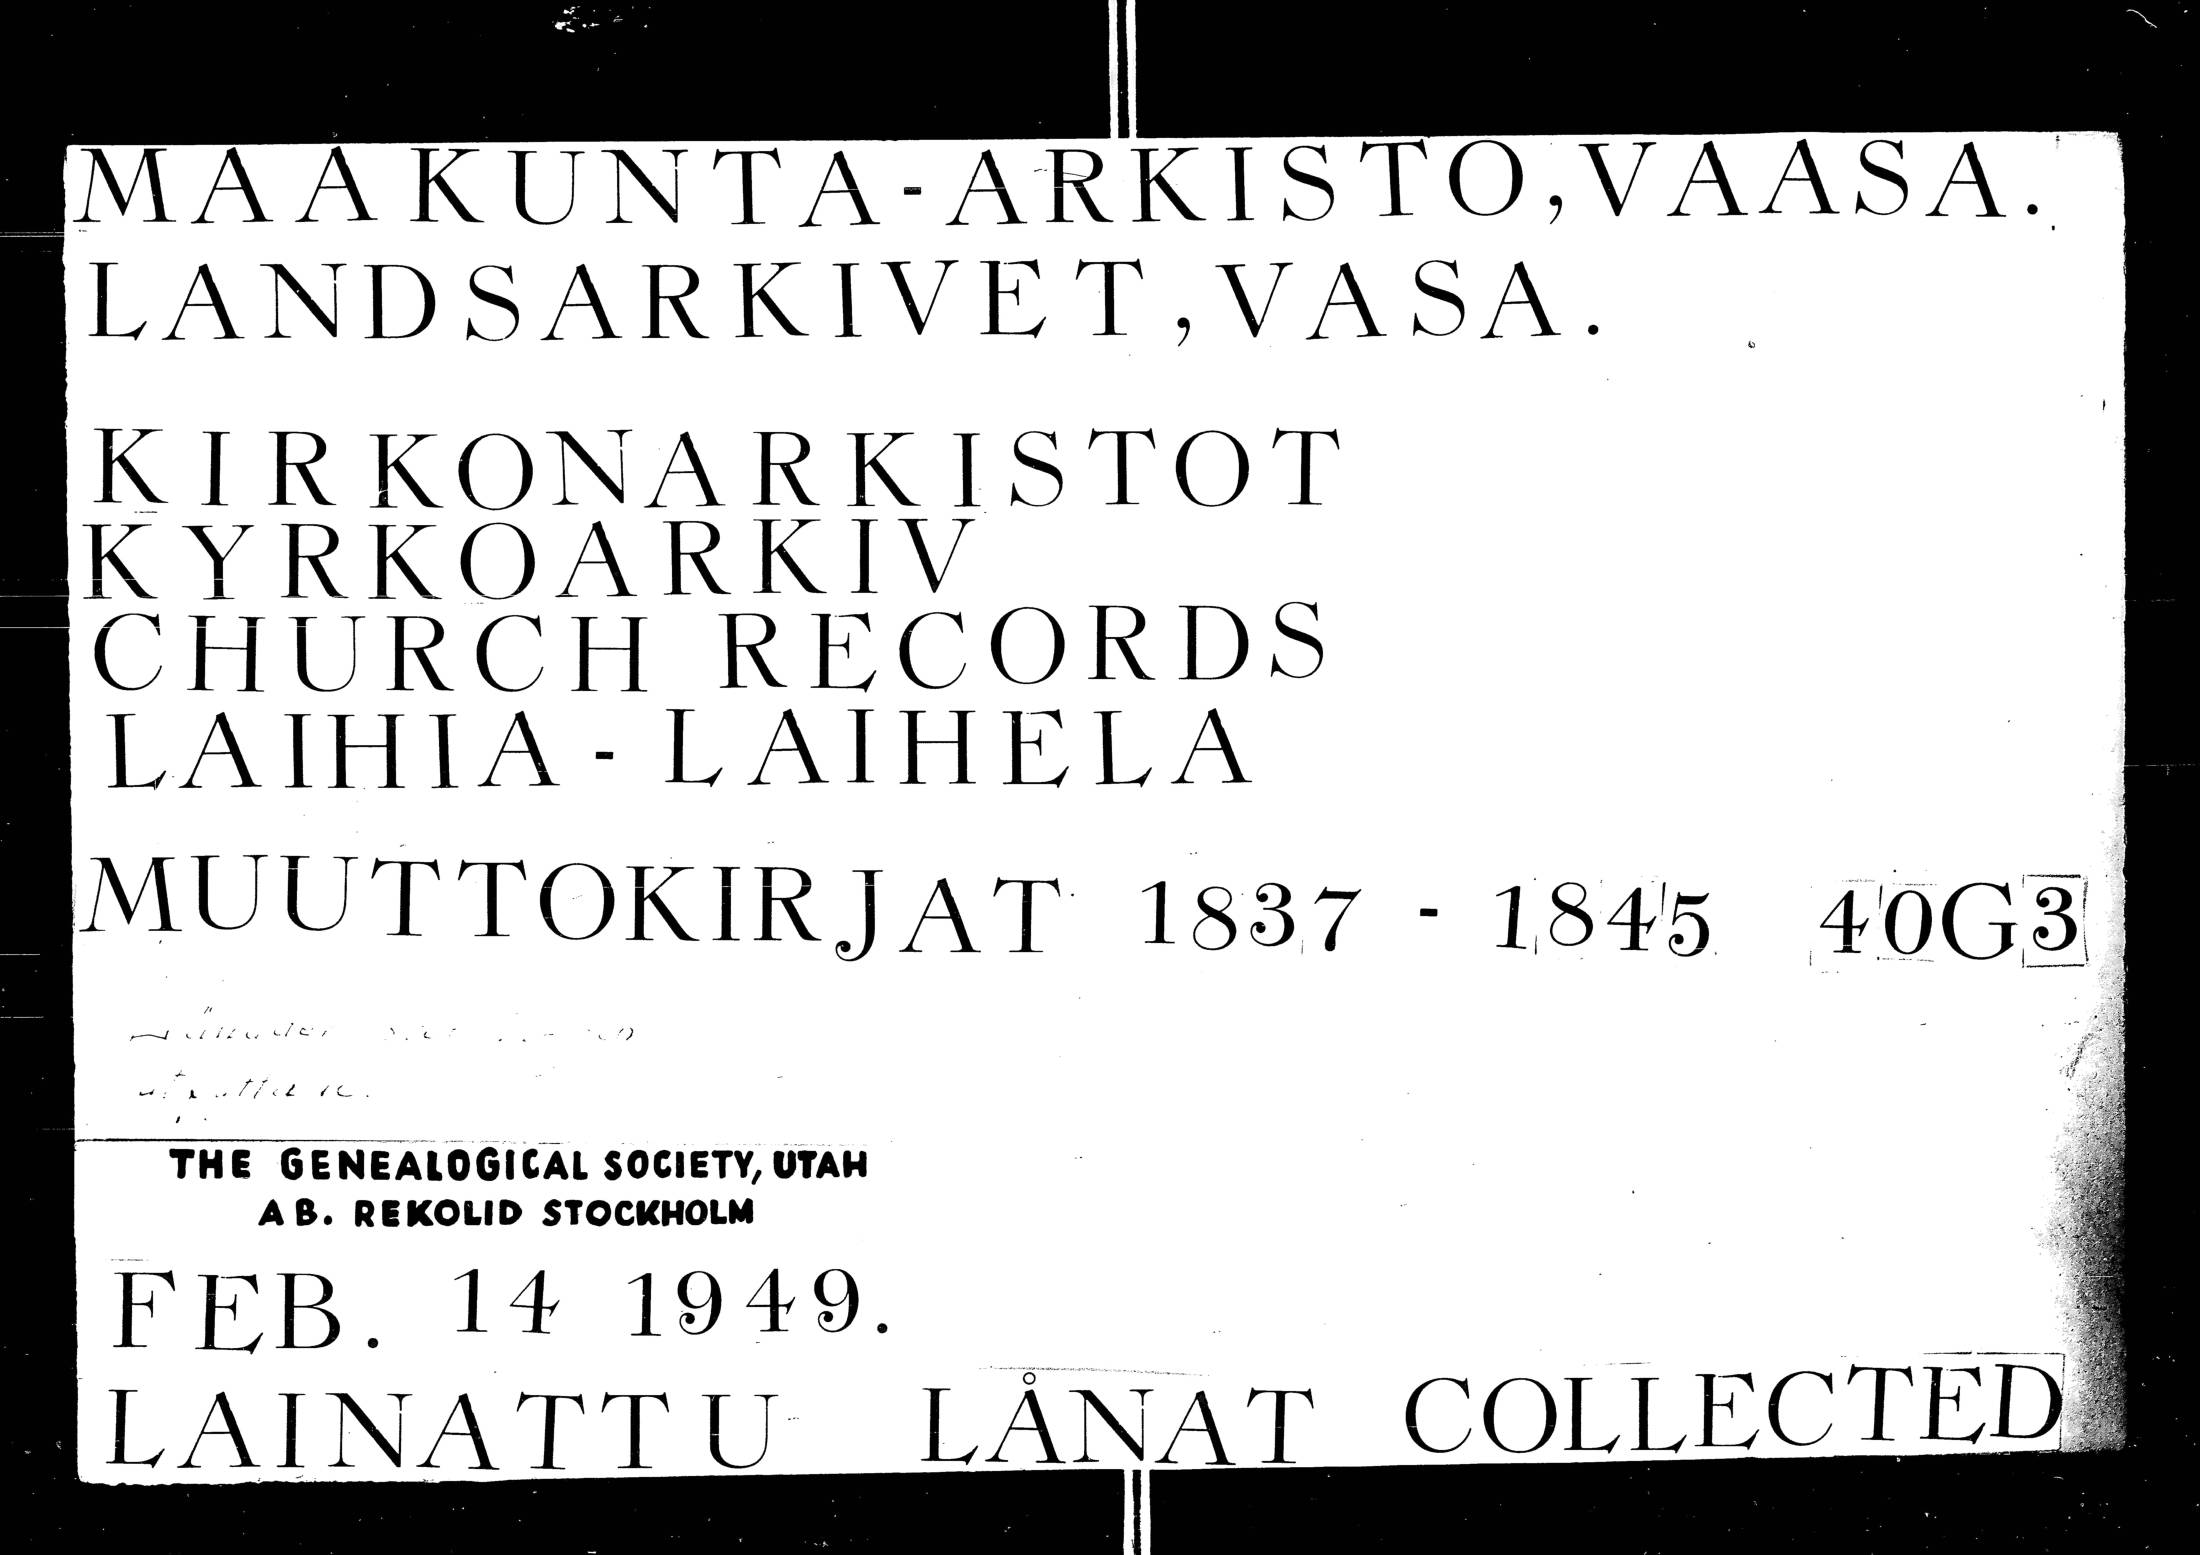 MAAKUNTA-ARKISTO, VAASA.
LANDSARKIVET, VASA.
KIRKONARKISTOT
KYRKOARKIV
CHURCH RECORDS
LAIHIA - LAIHELA
MUUTTOKIRJAT 1837 - 1845 40G3
THE GENEALOGICAL SOCIETY, UTAH
AB. REKOLID STOCKHOLM
FEB. 14 1949.
LAINATTU LÅNAT COLLECTED